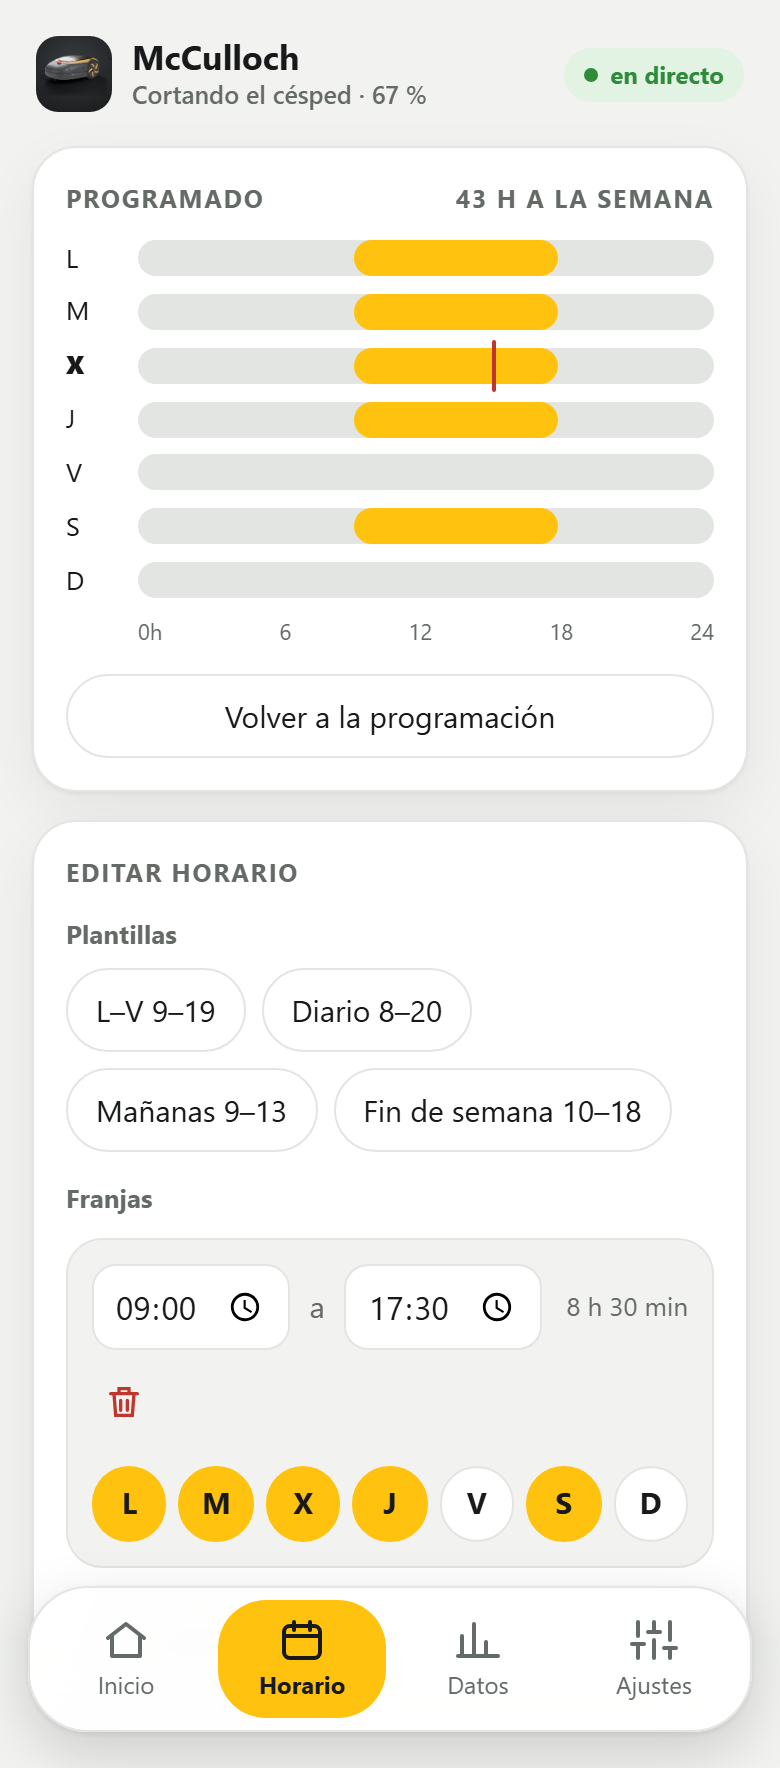 McCulloch
Cortando el césped · 67 %
en directo
PROGRAMADO
43 H A LA SEMANA
L
M
X
J
V
S
D
0h 6 12 18 24
Volver a la programación
EDITAR HORARIO
Plantillas
L–V 9–19
Diario 8–20
Mañanas 9–13
Fin de semana 10–18
Franjas
09:00 a 17:30 8 h 30 min
L M X J V S D
Inicio Horario Datos Ajustes